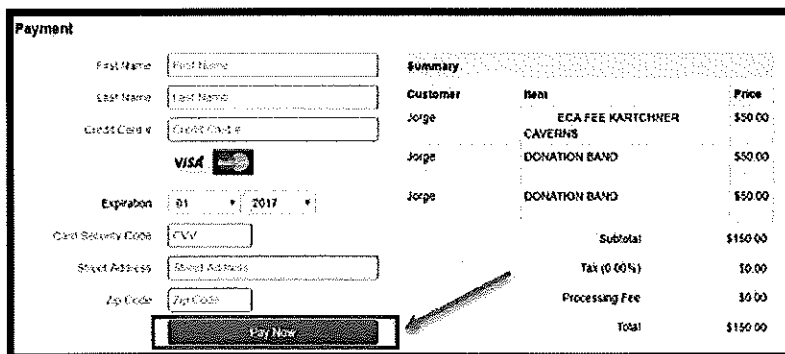 Payment
First Name First Name
Last Name Last Name
Credit Card # Credit Card #
VISA
Expiration 01 2017
Card Security Code CVV
Street Address Street Address
Zip Code Zip Code
Pay Now
Summary
Customer Item Price
Jorge ECA FEE KARTCHNER $50.00
CAVERNS
Jorge DONATION BAND $50.00
Jorge DONATION BAND $50.00
Subtotal $150.00
Tax (0.00%) $0.00
Processing Fee $0.00
Total $150.00